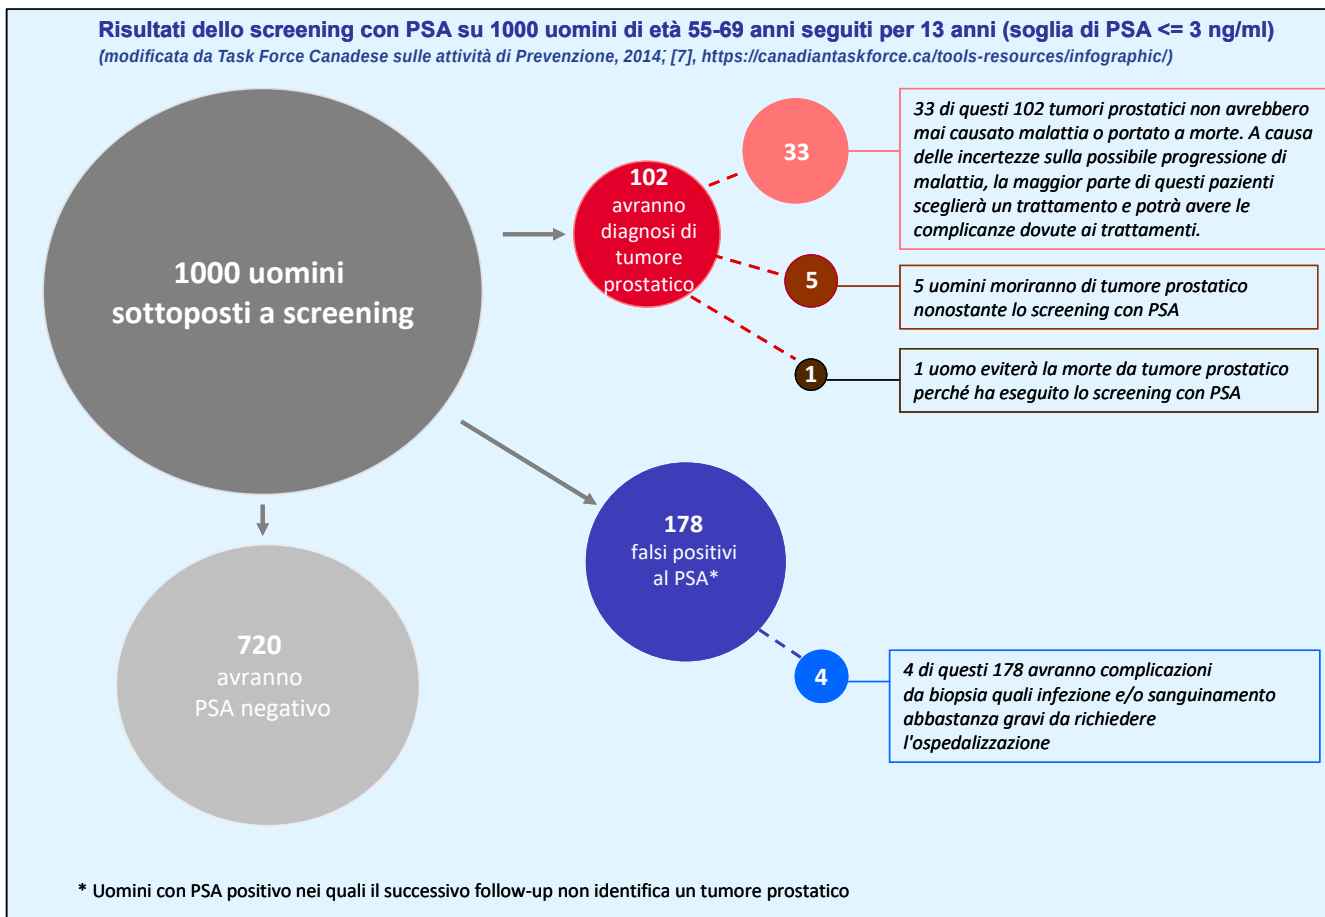 Risultati dello screening con PSA su 1000 uomini di età 55-69 anni seguiti per 13 anni (soglia di PSA <= 3 ng/ml)
(modificata da Task Force Canadese sulle attività di Prevenzione, 2014; [7], https://canadiantaskforce.ca/tools-resources/infographic/)
1000 uomini
sottoposti a screening
102
avranno
diagnosi di
tumore
prostatico
33
33 di questi 102 tumori prostatici non avrebbero
mai causato malattia o portato a morte. A causa
delle incertezze sulla possibile progressione di
malattia, la maggior parte di questi pazienti
sceglierà un trattamento e potrà avere le
complicanze dovute ai trattamenti.
5
5 uomini moriranno di tumore prostatico
nonostante lo screening con PSA
1
1 uomo eviterà la morte da tumore prostatico
perché ha eseguito lo screening con PSA
178
falsi positivi
al PSA*
4
4 di questi 178 avranno complicazioni
da biopsia quali infezione e/o sanguinamento
abbastanza gravi da richiedere
l'ospedalizzazione
720
avranno
PSA negativo
* Uomini con PSA positivo nei quali il successivo follow-up non identifica un tumore prostatico